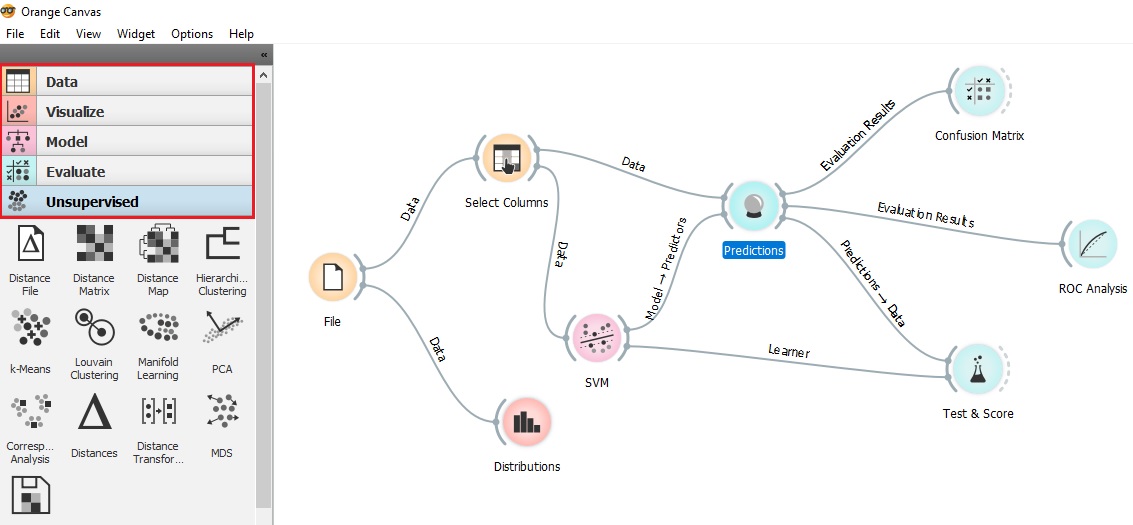 Orange Canvas
File Edit View Widget Options Help
«
Data
Visualize
Model
Evaluate
Unsupervised
Distance
File
Distance
Matrix
Distance
Map
Hierarchi...
Clustering
k-Means
Louvain
Clustering
Manifold
Learning
PCA
Corresp...
Analysis
Distances
Distance
Transfor...
MDS
File
Data
Data
Select Columns
Data
Data
Distributions
SVM
Model → Predictors
Learner
Predictions
Evaluation Results
Evaluation Results
Predictions → Data
Confusion Matrix
ROC Analysis
Test & Score